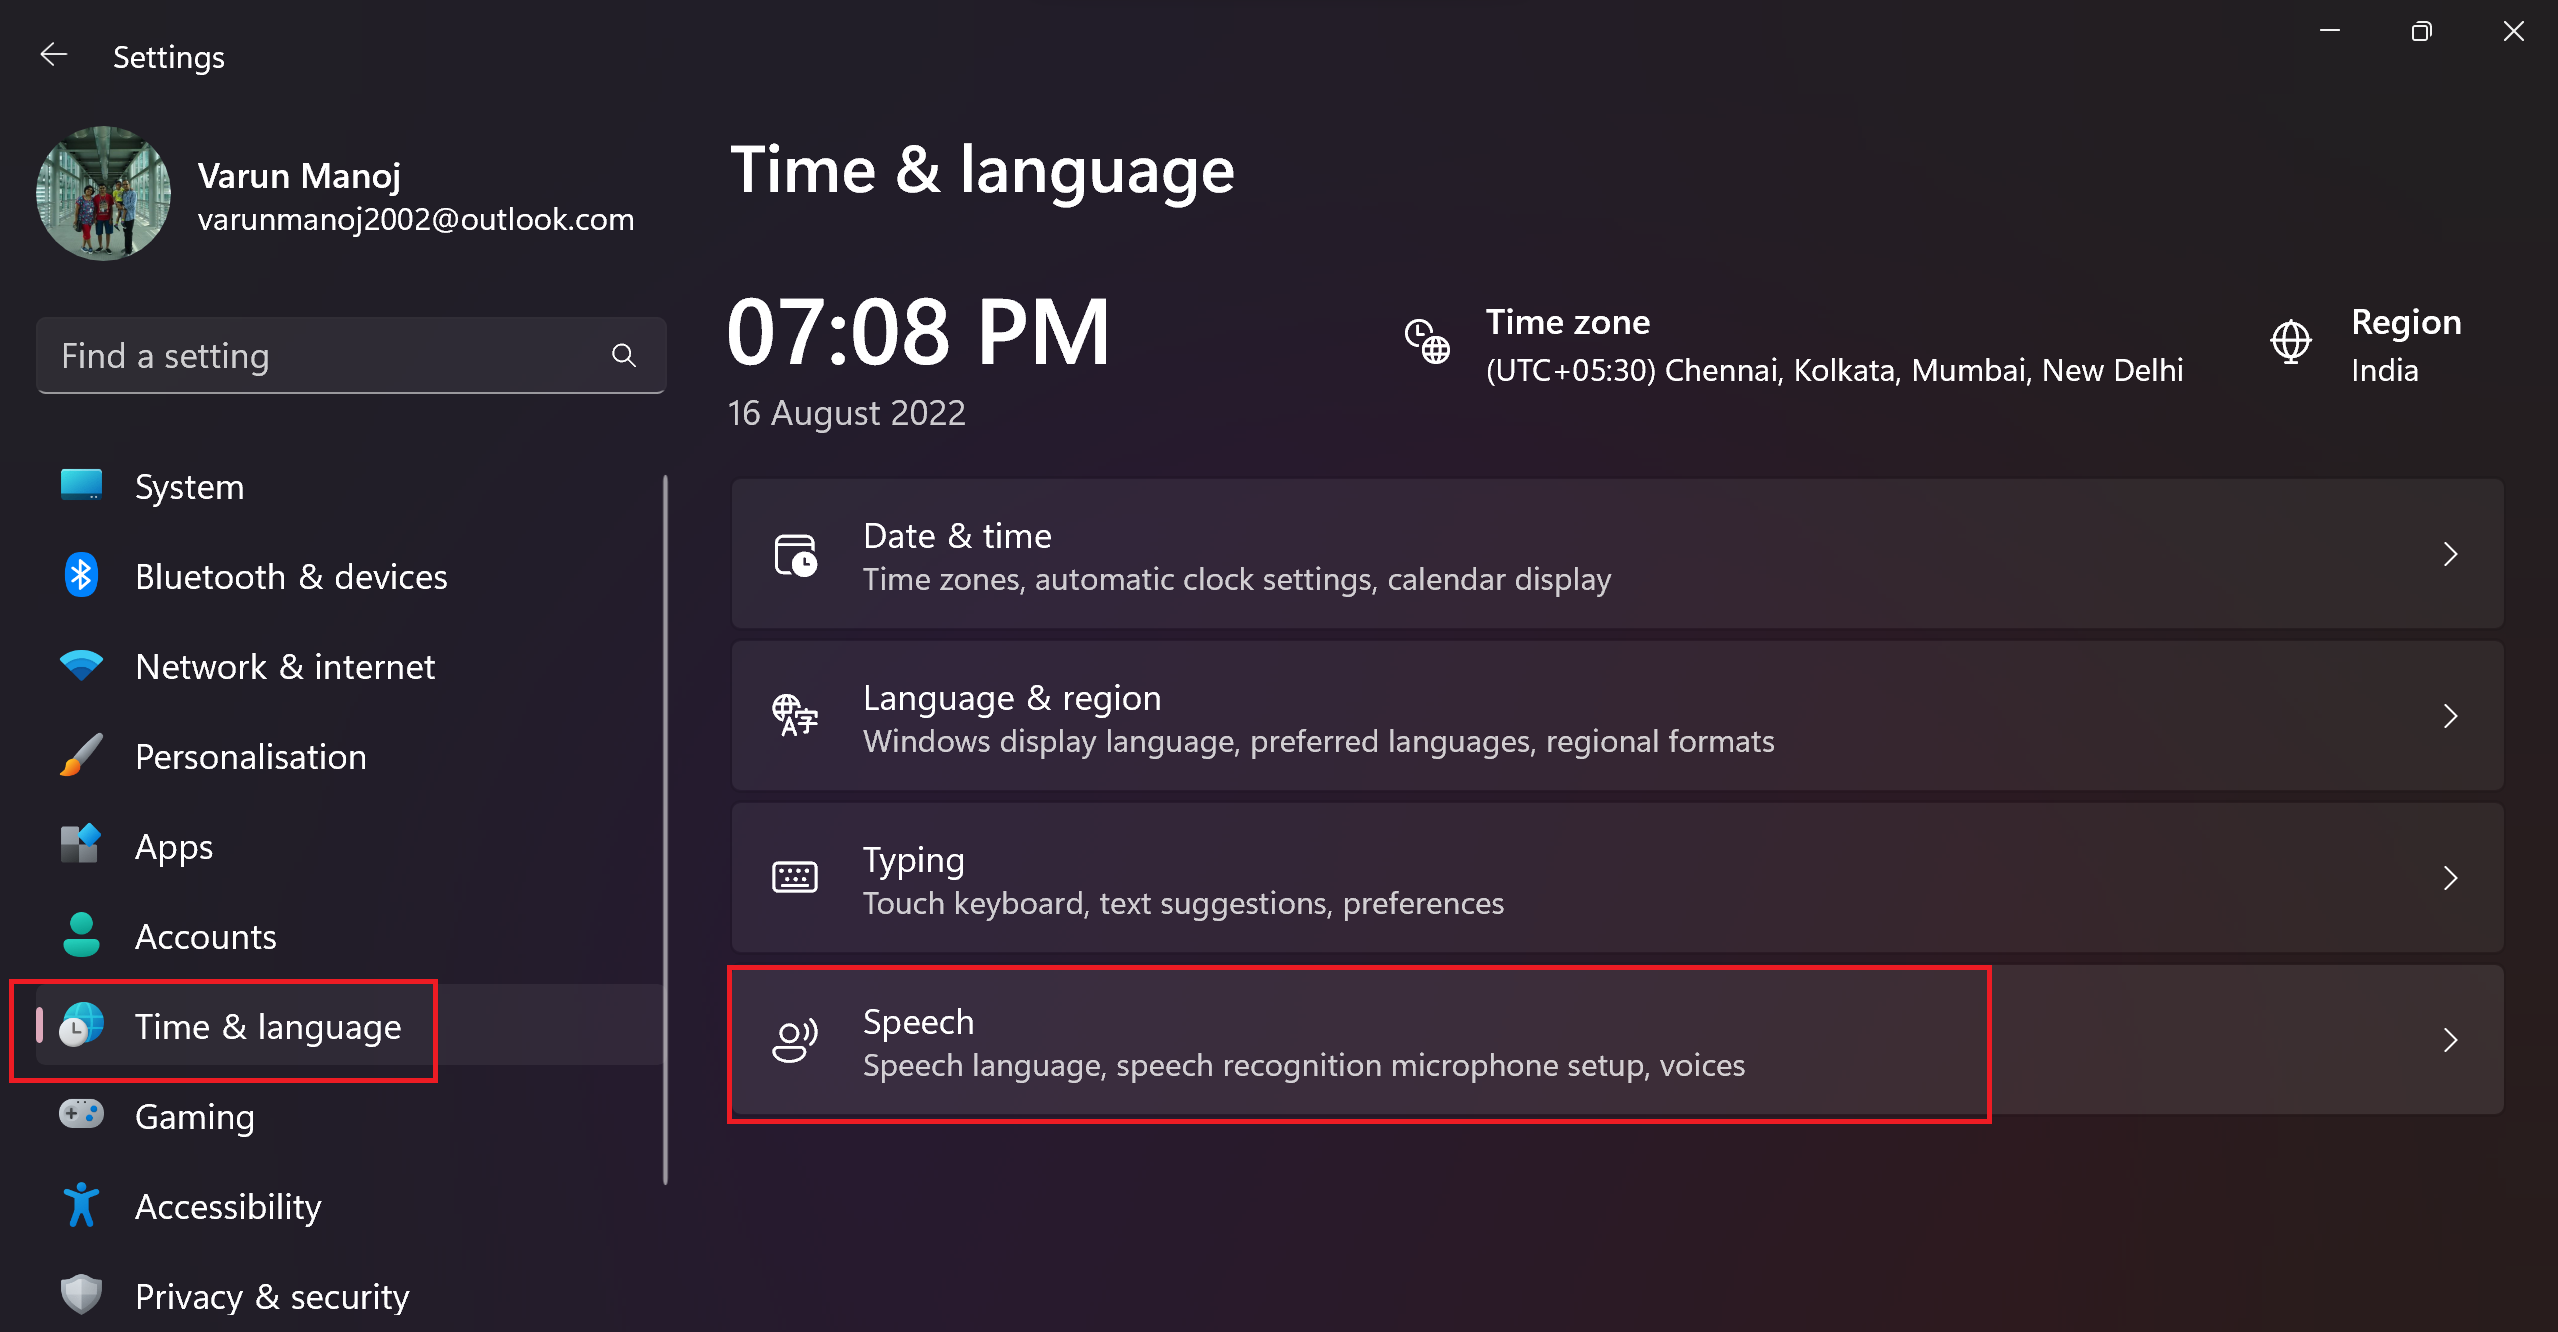 Settings
Varun Manoj
varunmanoj2002@outlook.com
Find a setting
System
Bluetooth & devices
Network & internet
Personalisation
Apps
Accounts
Time & language
Gaming
Accessibility
Privacy & security
Time & language
07:08 PM
16 August 2022
Time zone
(UTC+05:30) Chennai, Kolkata, Mumbai, New Delhi
Region
India
Date & time
Time zones, automatic clock settings, calendar display
Language & region
Windows display language, preferred languages, regional formats
Typing
Touch keyboard, text suggestions, preferences
Speech
Speech language, speech recognition microphone setup, voices